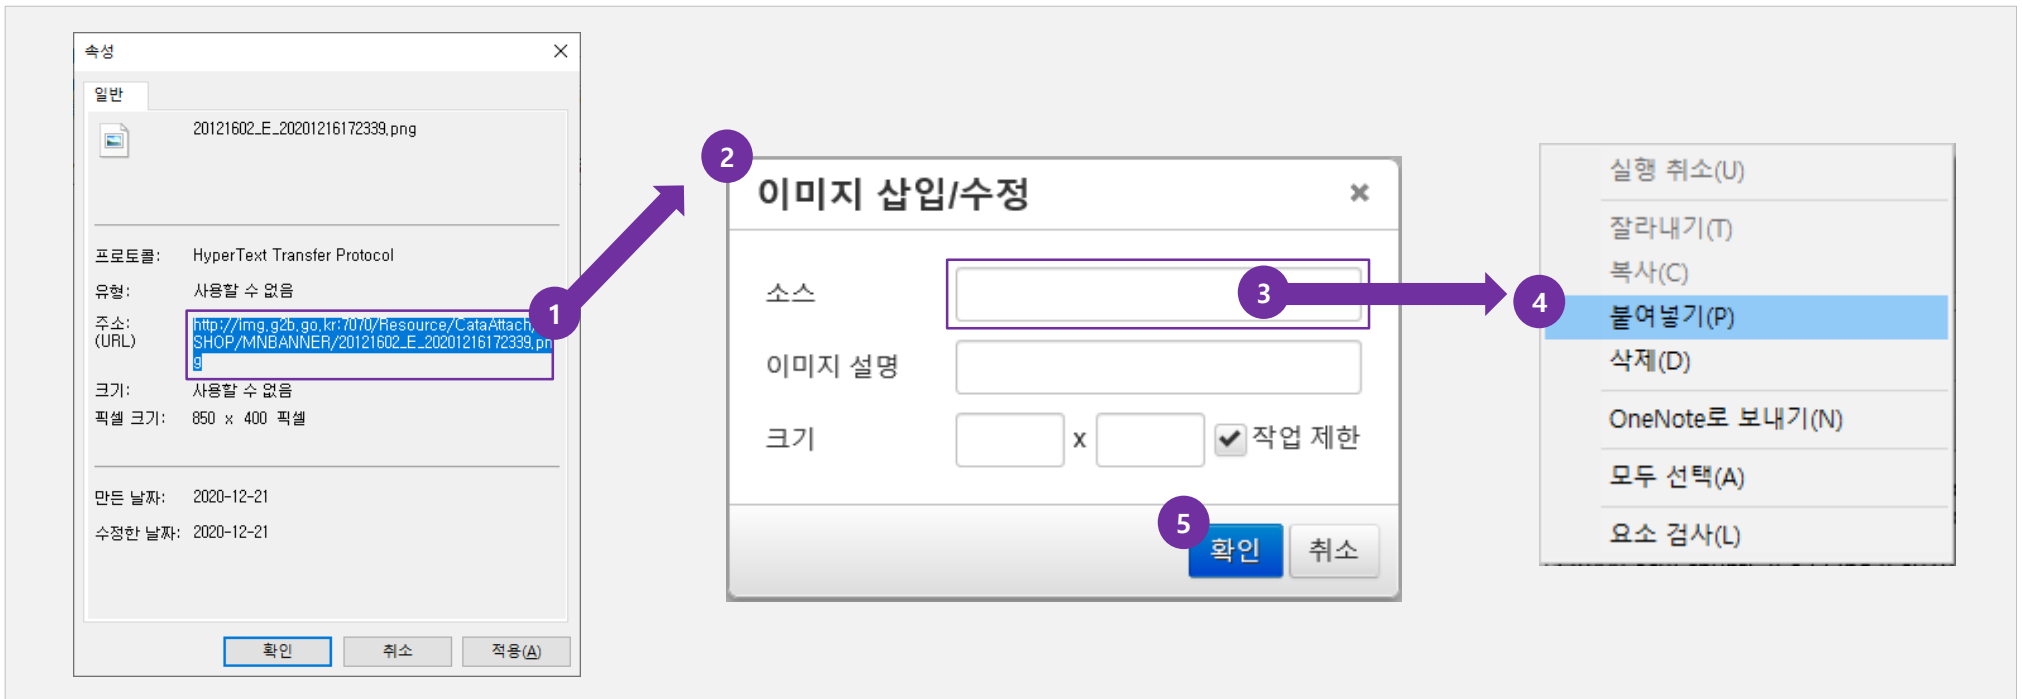 속성
일반
20121602_E_20201216172339.png
프로토콜: HyperText Transfer Protocol
유형: 사용할 수 없음
주소: (URL)
http://img.g2b.go.kr:7070/Resource/CataAttach/
SHOP/MNBANNER/20121602_E_20201216172339.pn
g
크기: 사용할 수 없음
픽셀 크기: 850 x 400 픽셀
만든 날짜: 2020-12-21
수정한 날짜: 2020-12-21
확인 취소 적용(A)
1
2
이미지 삽입/수정
소스
3
이미지 설명
크기 x 작업 제한
5
확인 취소
실행 취소(U)
잘라내기(T)
복사(C)
4
붙여넣기(P)
삭제(D)
OneNote로 보내기(N)
모두 선택(A)
요소 검사(L)